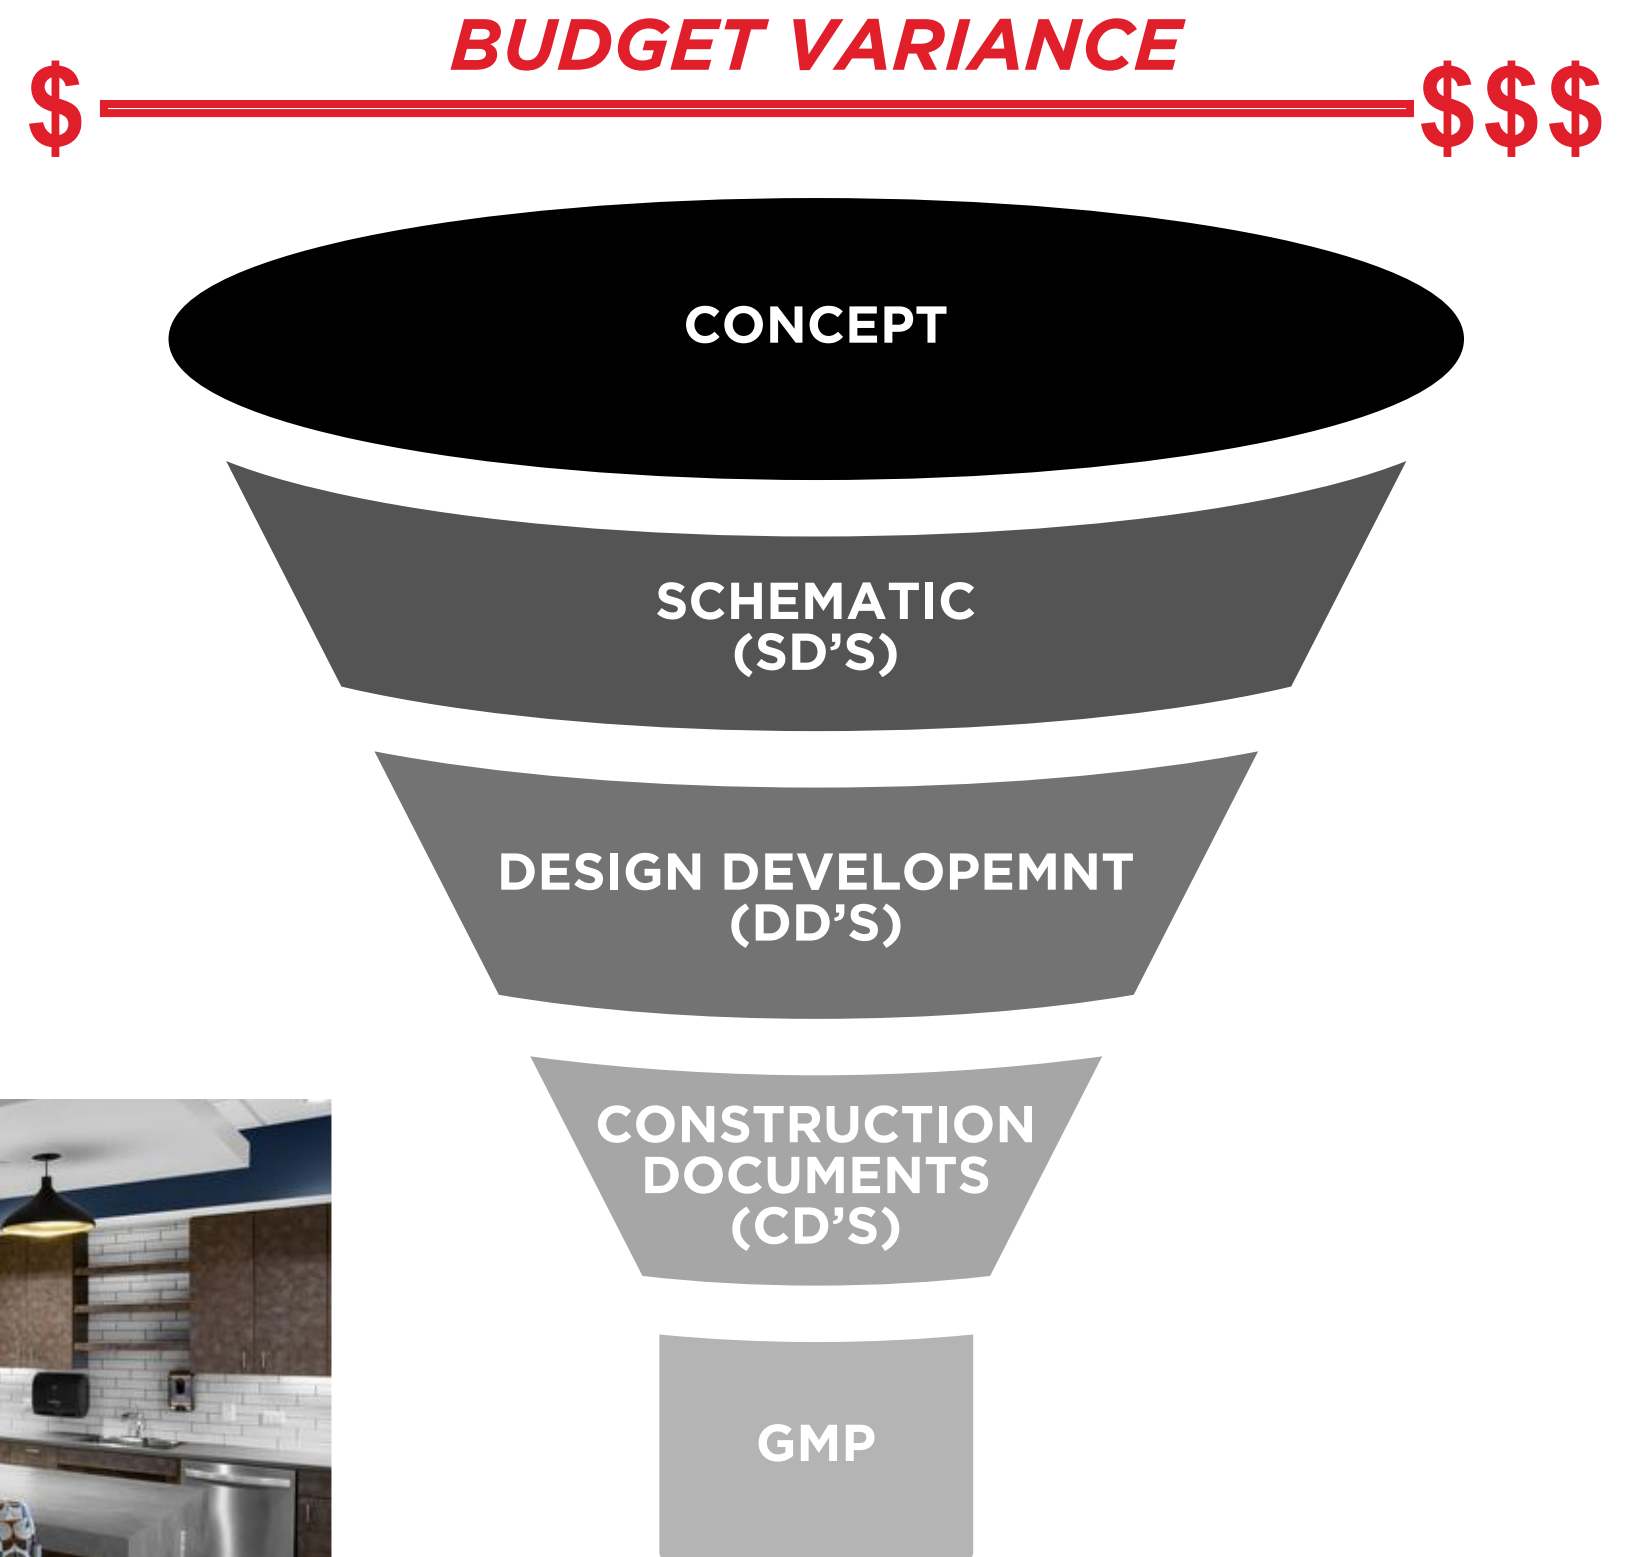 BUDGET VARIANCE
$ $$$
CONCEPT
SCHEMATIC
(SD’S)
DESIGN DEVELOPEMNT
(DD’S)
CONSTRUCTION
DOCUMENTS
(CD’S)
GMP